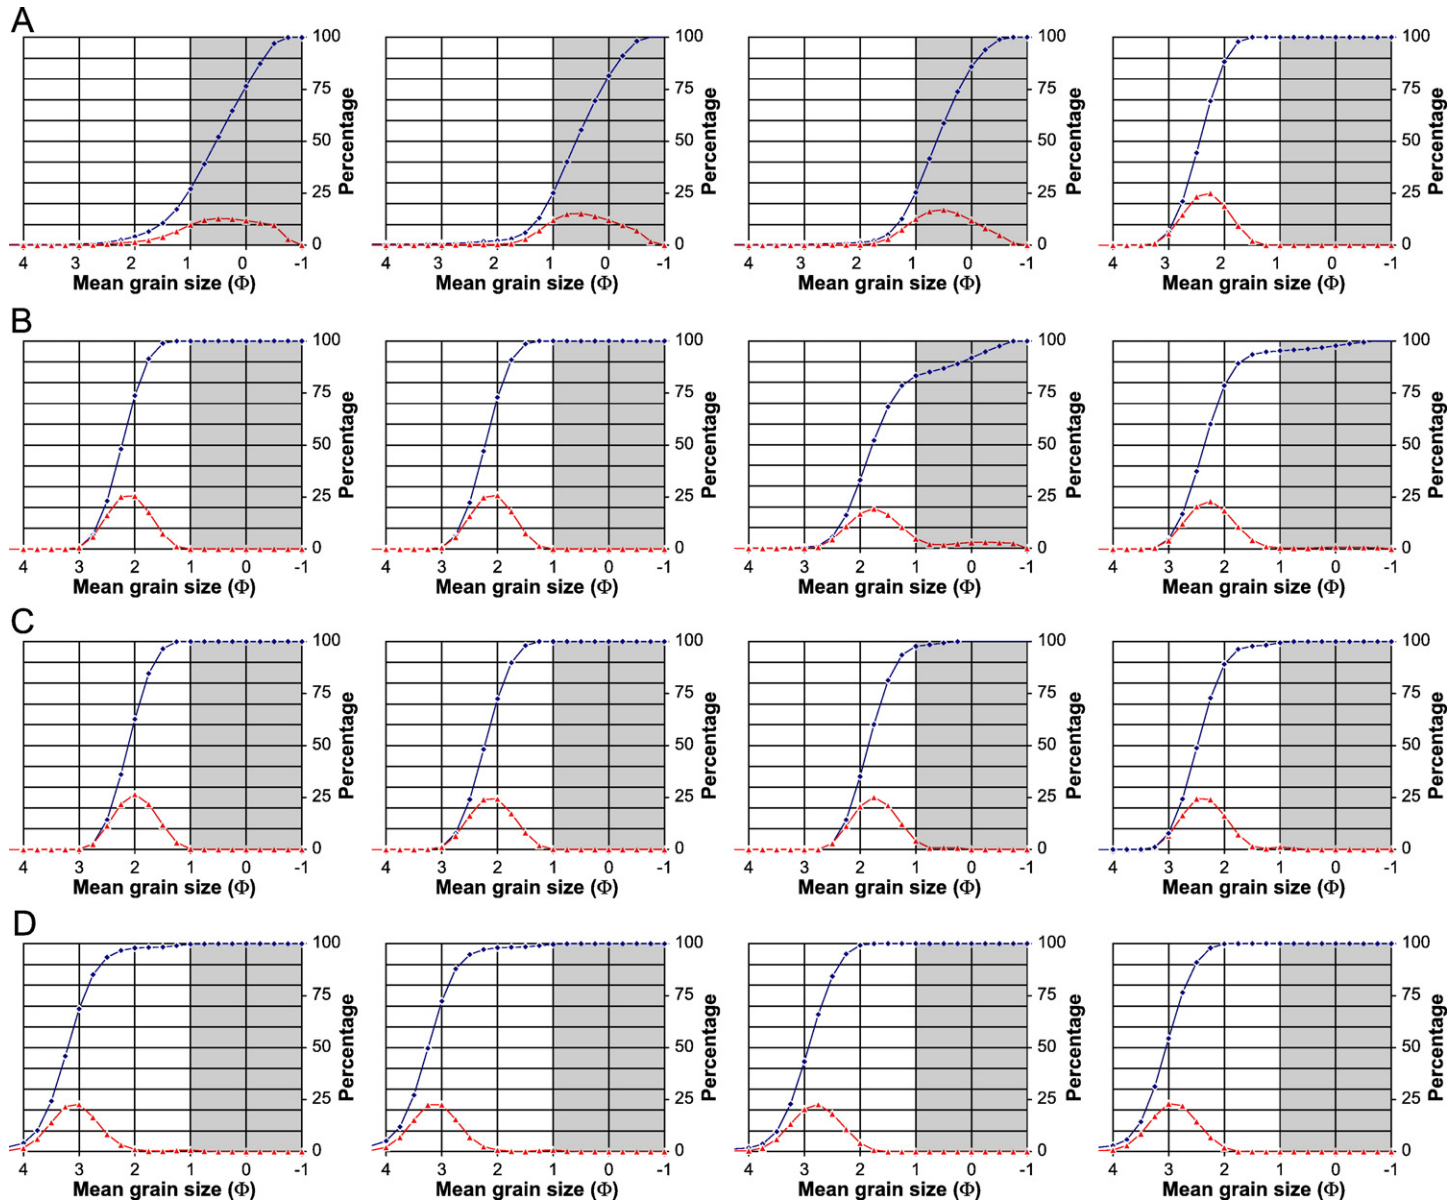 A
100 100 100 100
75 75 75 75
50 50 50 50
25 25 25 25
0 0 0 0
Percentage Percentage Percentage Percentage
4 3 2 1 0 -1 4 3 2 1 0 -1 4 3 2 1 0 -1 4 3 2 1 0 -1
Mean grain size (Φ) Mean grain size (Φ) Mean grain size (Φ) Mean grain size (Φ)
B
100 100 100 100
75 75 75 75
50 50 50 50
25 25 25 25
0 0 0 0
Percentage Percentage Percentage Percentage
4 3 2 1 0 -1 4 3 2 1 0 -1 4 3 2 1 0 -1 4 3 2 1 0 -1
Mean grain size (Φ) Mean grain size (Φ) Mean grain size (Φ) Mean grain size (Φ)
C
100 100 100 100
75 75 75 75
50 50 50 50
25 25 25 25
0 0 0 0
Percentage Percentage Percentage Percentage
4 3 2 1 0 -1 4 3 2 1 0 -1 4 3 2 1 0 -1 4 3 2 1 0 -1
Mean grain size (Φ) Mean grain size (Φ) Mean grain size (Φ) Mean grain size (Φ)
D
100 100 100 100
75 75 75 75
50 50 50 50
25 25 25 25
0 0 0 0
Percentage Percentage Percentage Percentage
4 3 2 1 0 -1 4 3 2 1 0 -1 4 3 2 1 0 -1 4 3 2 1 0 -1
Mean grain size (Φ) Mean grain size (Φ) Mean grain size (Φ) Mean grain size (Φ)